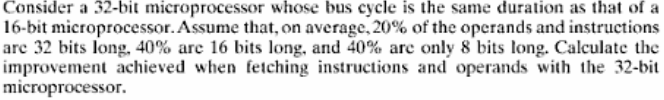 Consider a 32-bit microprocessor whose bus cycle is the same duration as that of a
16-bit microprocessor. Assume that, on average, 20% of the operands and instructions
are 32 bits long, 40% are 16 bits long, and 40% are only 8 bits long. Calculate the
improvement achieved when fetching instructions and operands with the 32-bit
microprocessor.